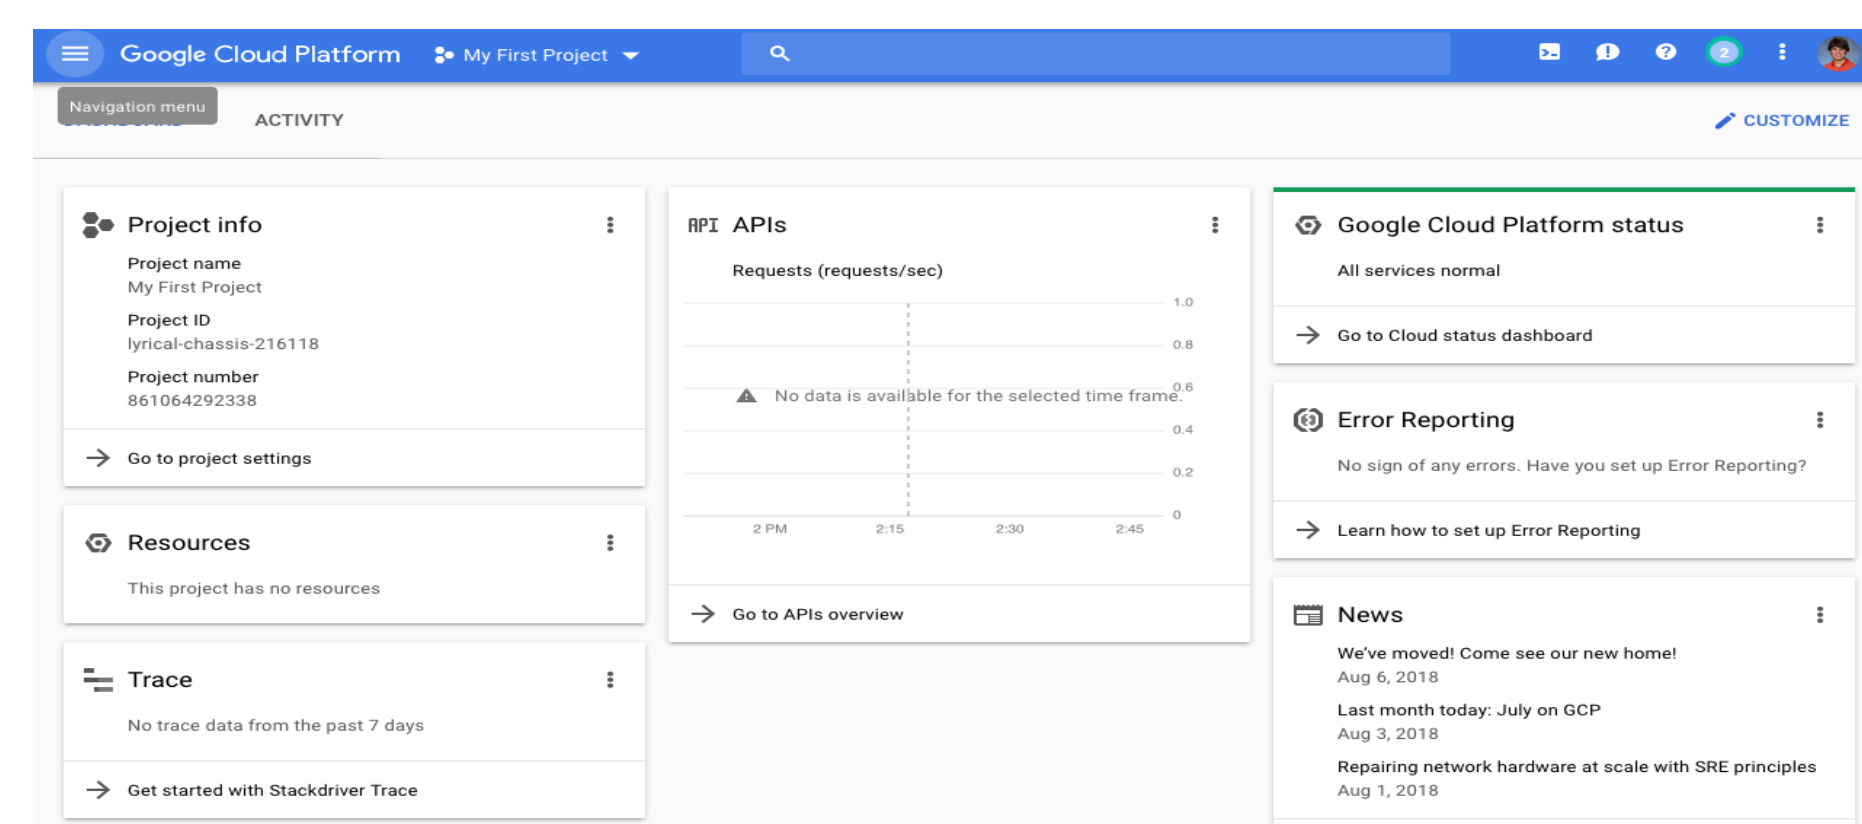 Google Cloud Platform
My First Project
2
Navigation menu
ACTIVITY
CUSTOMIZE
Project info
Project name
My First Project
Project ID
lyrical-chassis-216118
Project number
861064292338
Go to project settings
Resources
This project has no resources
Trace
No trace data from the past 7 days
Get started with Stackdriver Trace
API APIs
Requests (requests/sec)
1.0
0.8
0.6
No data is available for the selected time frame.
0.4
0.2
0
2 PM 2:15 2:30 2:45
Go to APIs overview
Google Cloud Platform status
All services normal
Go to Cloud status dashboard
Error Reporting
No sign of any errors. Have you set up Error Reporting?
Learn how to set up Error Reporting
News
We've moved! Come see our new home!
Aug 6, 2018
Last month today: July on GCP
Aug 3, 2018
Repairing network hardware at scale with SRE principles
Aug 1, 2018